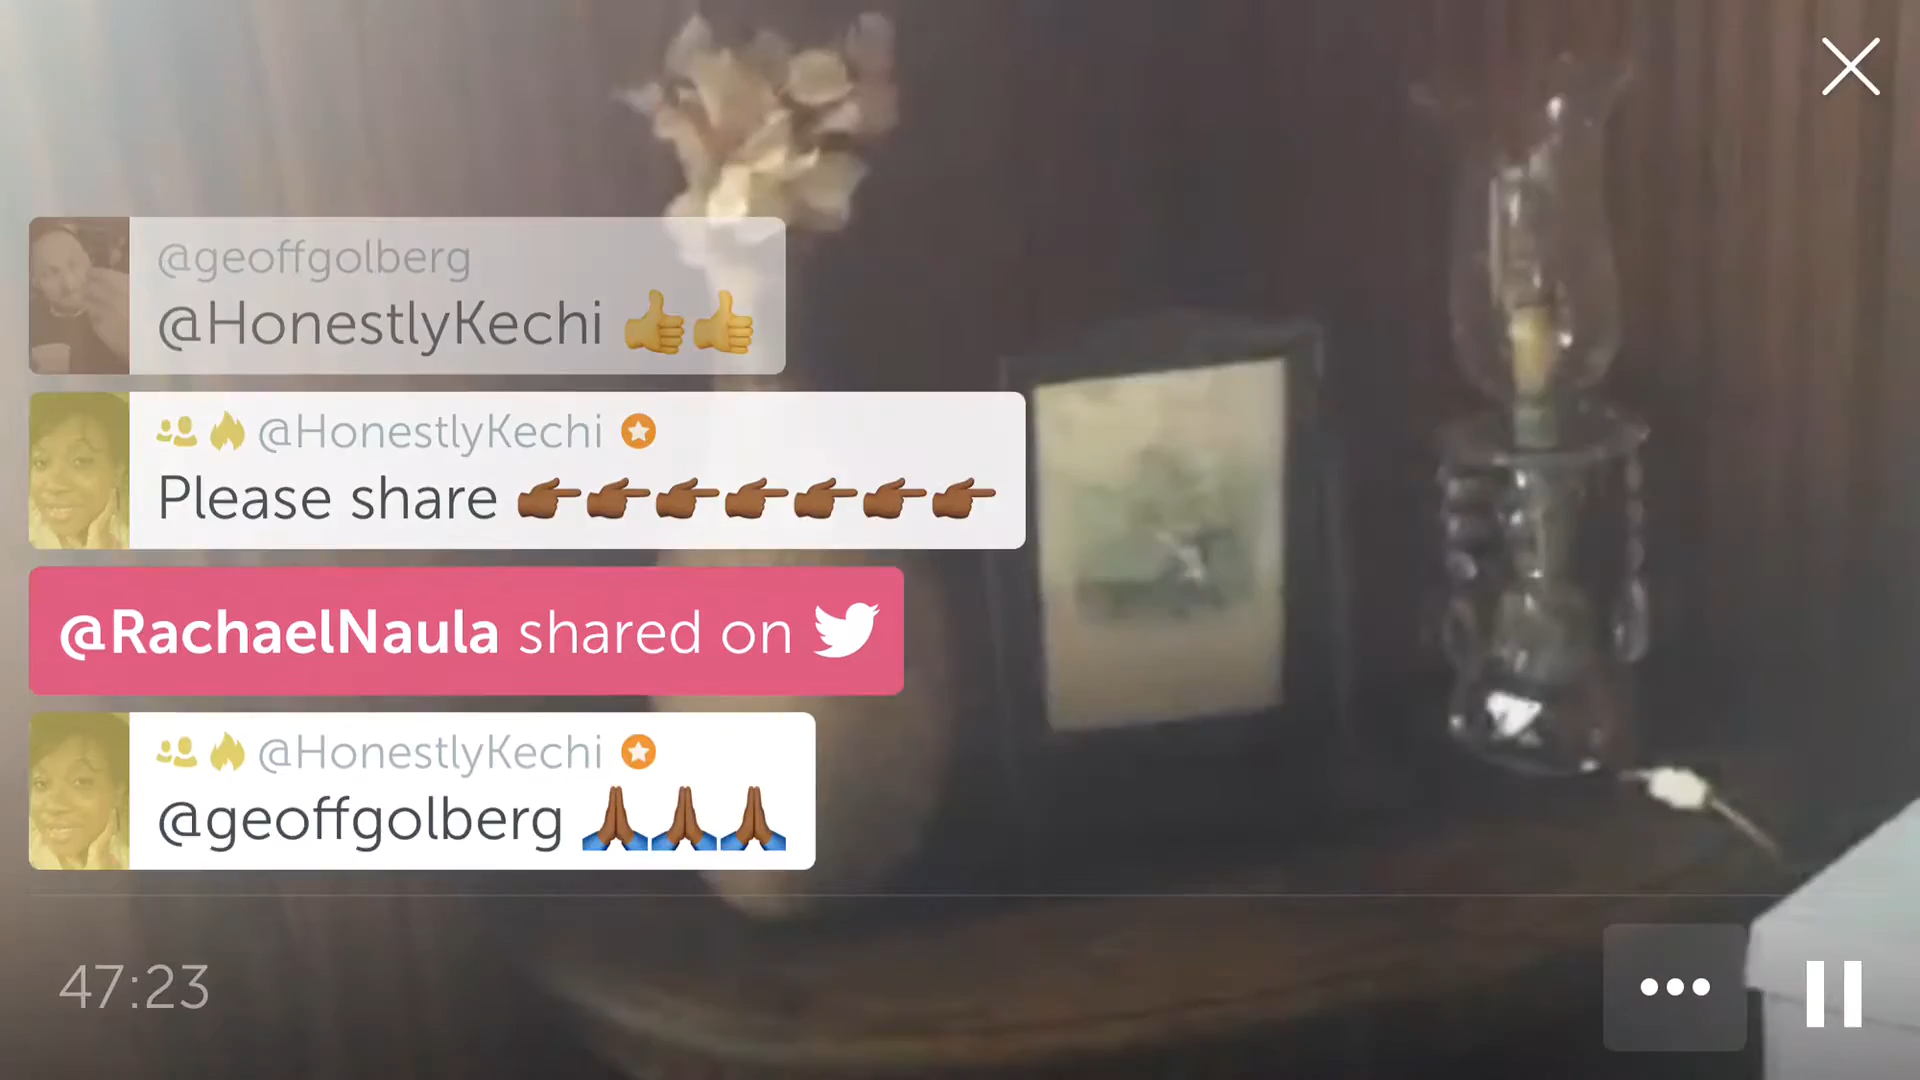 @geoffgolberg
@HonestlyKechi 👍👍
@HonestlyKechi
Please share 👉🏾👉🏾👉🏾👉🏾👉🏾👉🏾👉🏾
@RachaelNaula shared on
@HonestlyKechi
@geoffgolberg 🙏🏾🙏🏾🙏🏾
47:23